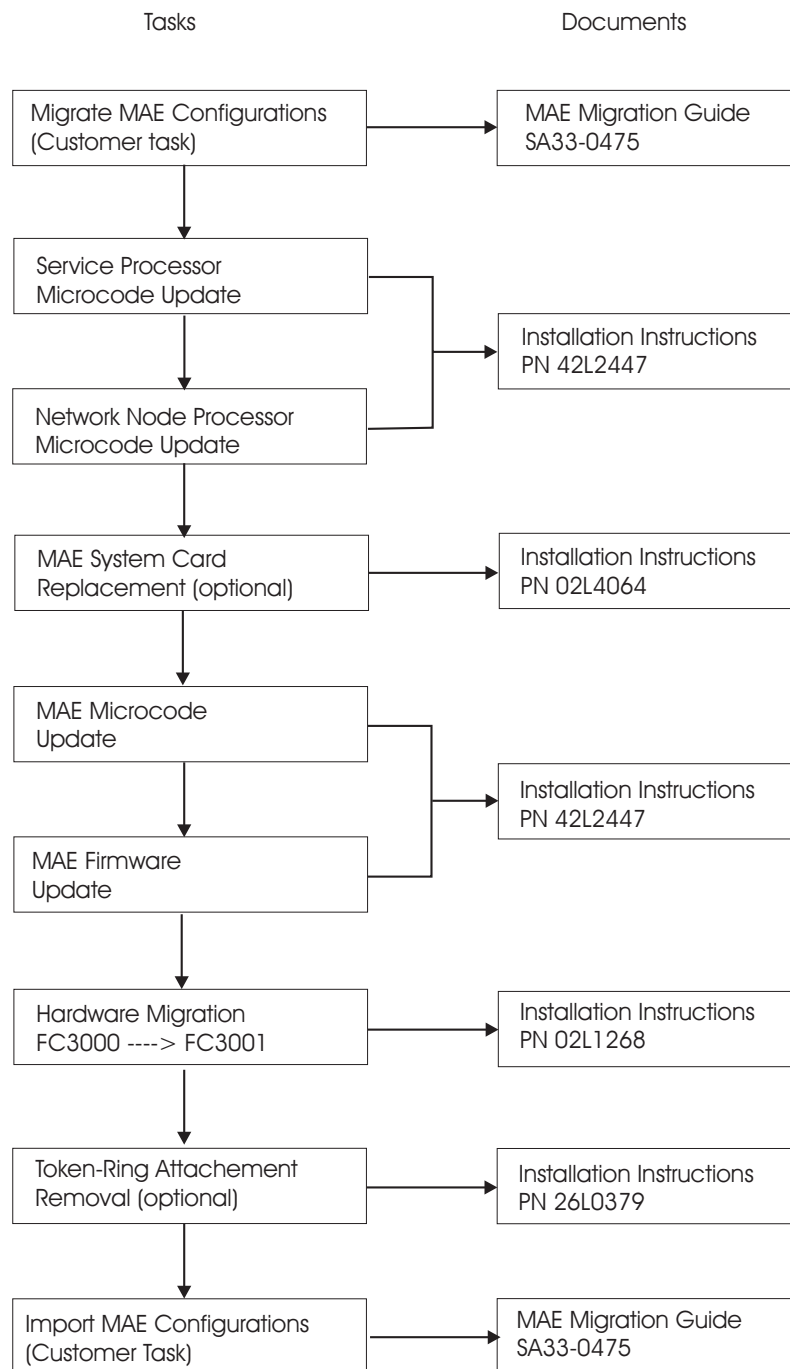 Tasks
Documents
Migrate MAE Configurations
(Customer task)
MAE Migration Guide
SA33-0475
Service Processor
Microcode Update
Installation Instructions
PN 42L2447
Network Node Processor
Microcode Update
MAE System Card
Replacement (optional)
Installation Instructions
PN 02L4064
MAE Microcode
Update
Installation Instructions
PN 42L2447
MAE Firmware
Update
Hardware Migration
FC3000 ----> FC3001
Installation Instructions
PN 02L1268
Token-Ring Attachement
Removal (optional)
Installation Instructions
PN 26L0379
Import MAE Configurations
(Customer Task)
MAE Migration Guide
SA33-0475